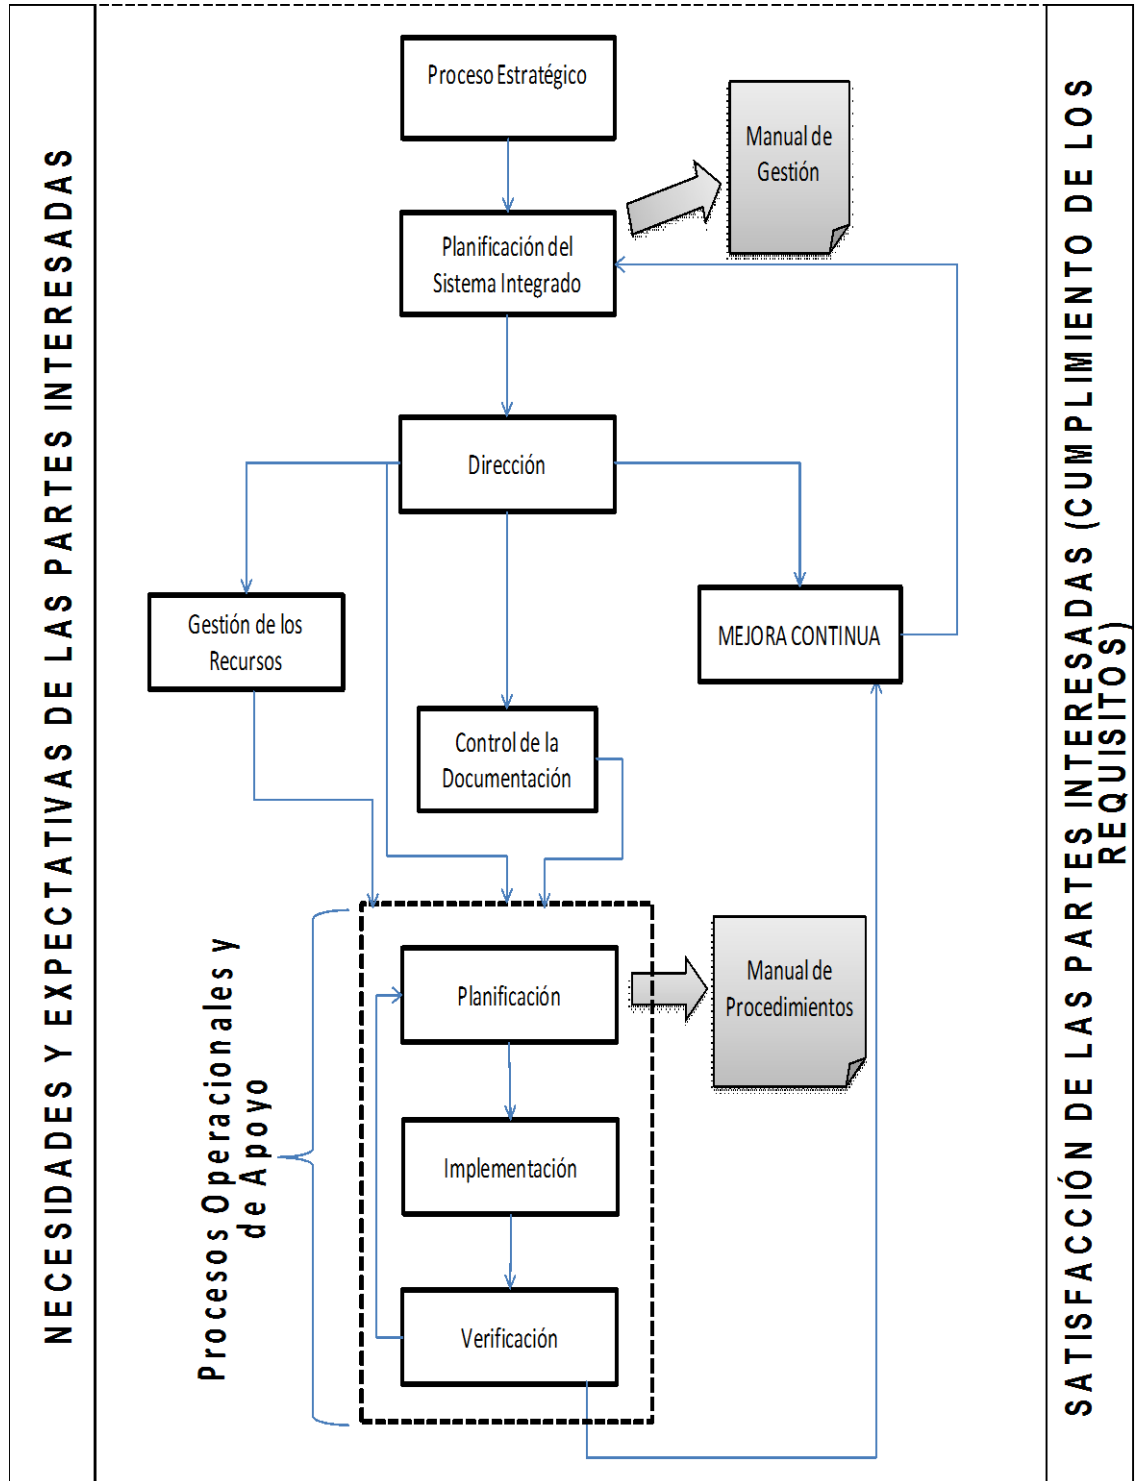 NECESIDADES Y EXPECTATIVAS DE LAS PARTES INTERESADAS
Proceso Estratégico
Manual de
Gestión
Planificación del
Sistema Integrado
Dirección
Gestión de los
Recursos
MEJORA CONTINUA
Control de la
Documentación
Procesos Operacionales y
de Apoyo
Planificación
Manual de
Procedimientos
Implementación
Verificación
SATISFACCIÓN DE LAS PARTES INTERESADAS (CUMPLIMIENTO DE LOS
REQUISITOS)